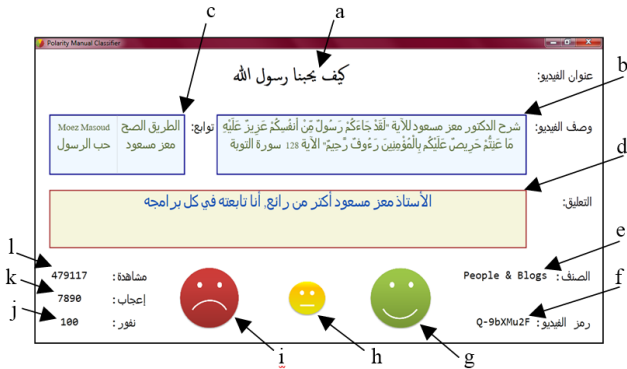 c
a
b
Polarity Manual Classifier
عنوان الفيديو:
كيف يحبنا رسول الله
وصف الفيديو:
شرح الدكتور معز مسعود للآية "لَقَدْ جَاءَكُمْ رَسُولٌ مِّنْ أَنفُسِكُمْ عَزِيزٌ عَلَيْهِ
مَا عَنِتُّمْ حَرِيصٌ عَلَيْكُم بِالْمُؤْمِنِينَ رَءُوفٌ رَّحِيمٌ" الآية 128 سورة التوبة
توابع:
الطريق الصح
Moez Masoud
معز مسعود
حب الرسول
d
التعليق:
الأستاذ معز مسعود أكتر من رائع, أنا تابعته في كل برامجه
e
الصنف: People & Blogs
f
رمز الفيديو: Q-9bXMu2F
l
مشاهدة: 479117
k
إعجاب: 7890
j
نفور: 100
i
h
g